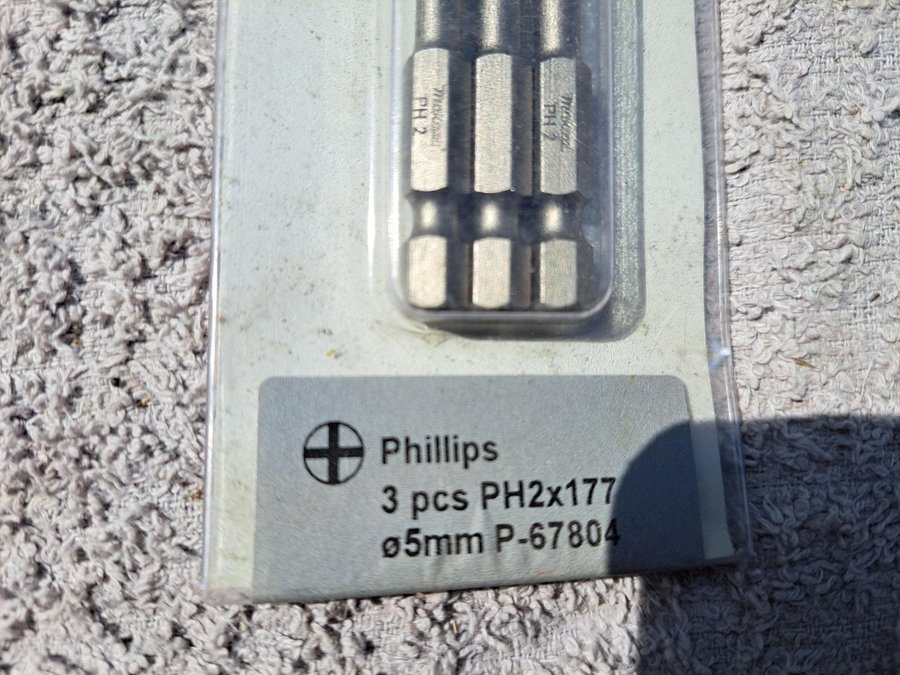 PH 2
PH 2
Phillips
3 pcs PH2x177
ø5mm P-67804